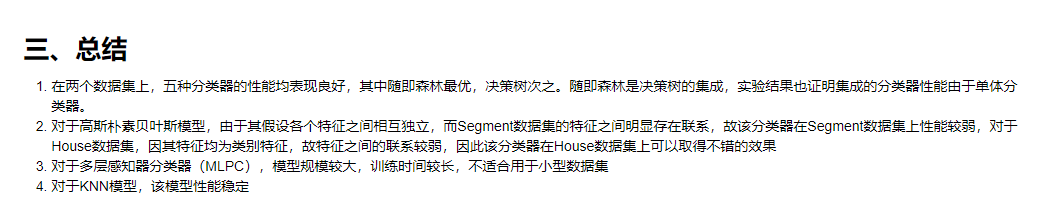 三、总结
1. 在两个数据集上，五种分类器的性能均表现良好，其中随即森林最优，决策树次之。随即森林是决策树的集成，实验结果也证明集成的分类器性能由于单体分
类器。
2. 对于高斯朴素贝叶斯模型，由于其假设各个特征之间相互独立，而Segment数据集的特征之间明显存在联系，故该分类器在Segment数据集上性能较弱，对于
House数据集，因其特征均为类别特征，故特征之间的联系较弱，因此该分类器在House数据集上可以取得不错的效果
3. 对于多层感知器分类器（MLPC），模型规模较大，训练时间较长，不适合用于小型数据集
4. 对于KNN模型，该模型性能稳定